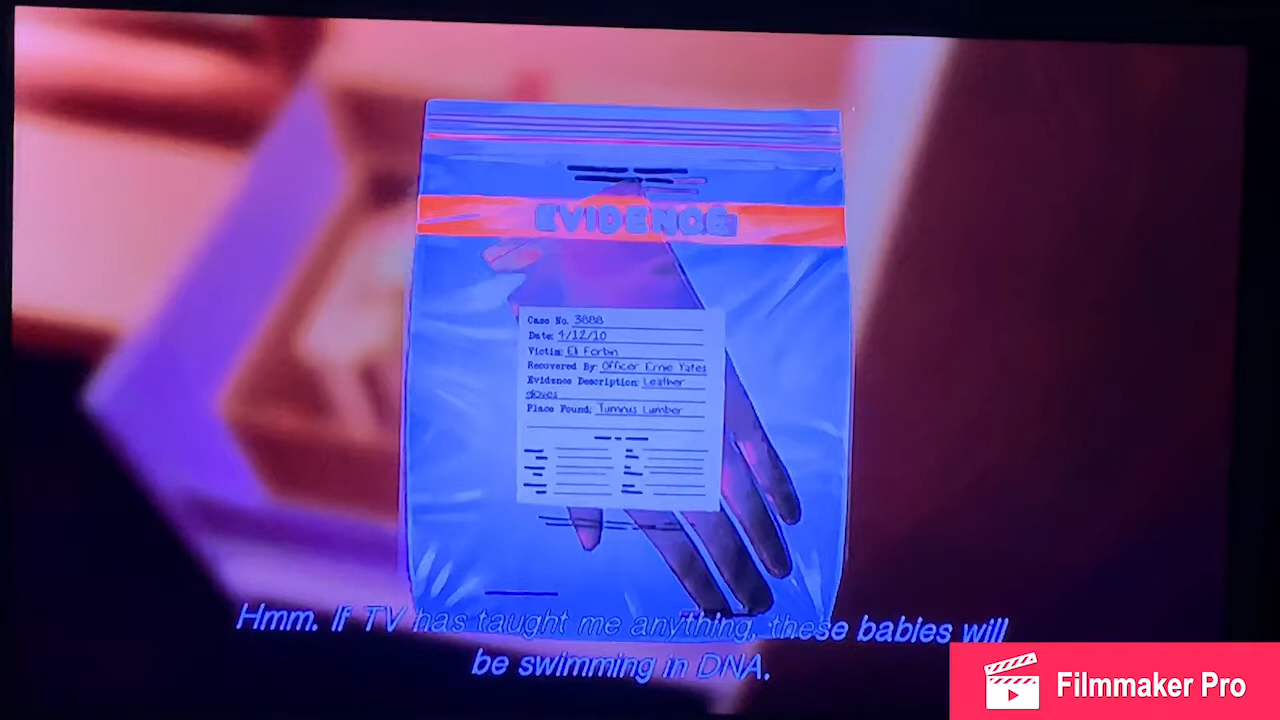 EVIDENCE
Case No. 3888
Date: 4/12/10
Victim: Eli Forbin
Recovered By: Officer Ernie Yates
Evidence Description: Leather
gloves
Place Found: Tumnus Lumber
Hmm. If TV has taught me anything, these babies will
be swimming in DNA.
Filmmaker Pro